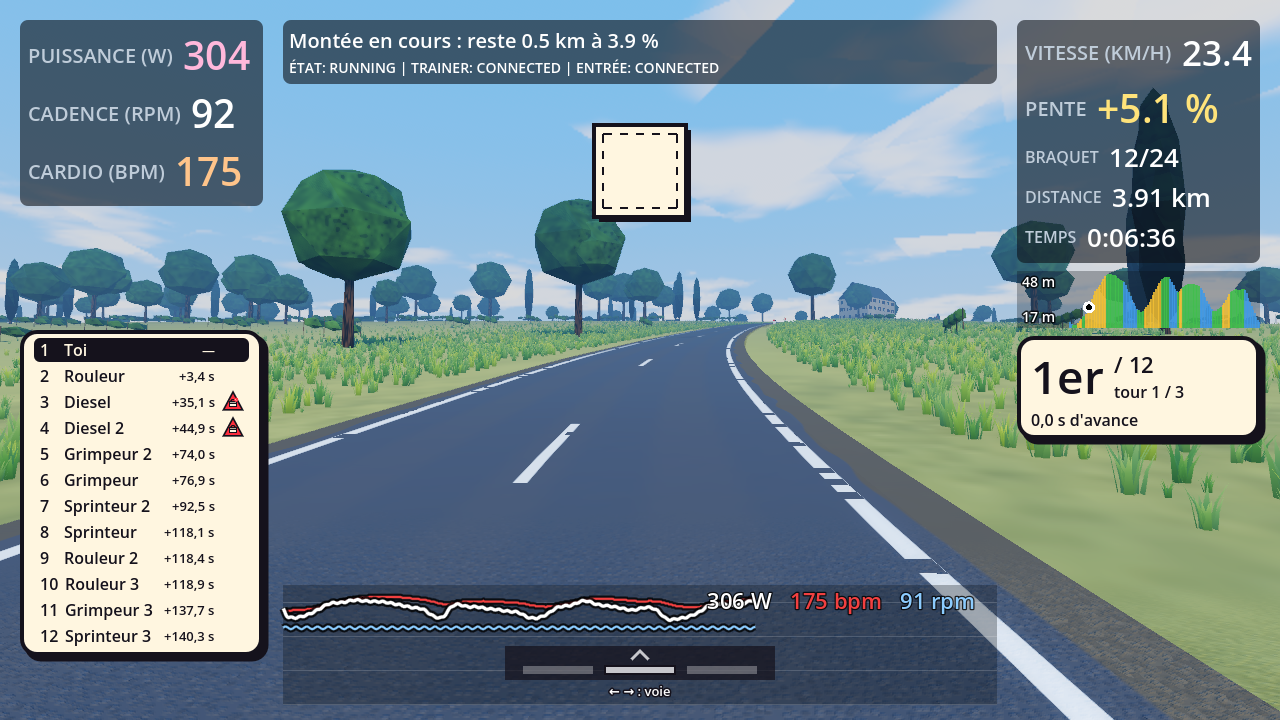 PUISSANCE (W) 304
CADENCE (RPM) 92
CARDIO (BPM) 175
Montée en cours : reste 0.5 km à 3.9 %
ÉTAT: RUNNING | TRAINER: CONNECTED | ENTRÉE: CONNECTED
VITESSE (KM/H) 23.4
PENTE +5.1 %
BRAQUET 12/24
DISTANCE 3.91 km
TEMPS 0:06:36
48 m
17 m
1er / 12
tour 1 / 3
0,0 s d'avance
1 Toi —
2 Rouleur +3,4 s
3 Diesel +35,1 s
4 Diesel 2 +44,9 s
5 Grimpeur 2 +74,0 s
6 Grimpeur +76,9 s
7 Sprinteur 2 +92,5 s
8 Sprinteur +118,1 s
9 Rouleur 2 +118,4 s
10 Rouleur 3 +118,9 s
11 Grimpeur 3 +137,7 s
12 Sprinteur 3 +140,3 s
306 W 175 bpm 91 rpm
← → : voie